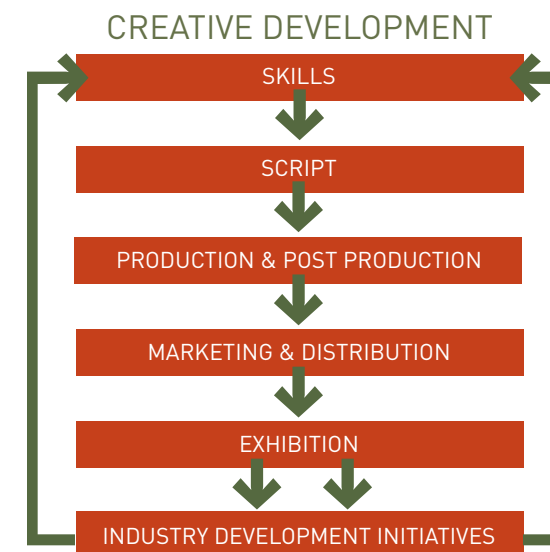 CREATIVE DEVELOPMENT
SKILLS
SCRIPT
PRODUCTION & POST PRODUCTION
MARKETING & DISTRIBUTION
EXHIBITION
INDUSTRY DEVELOPMENT INITIATIVES